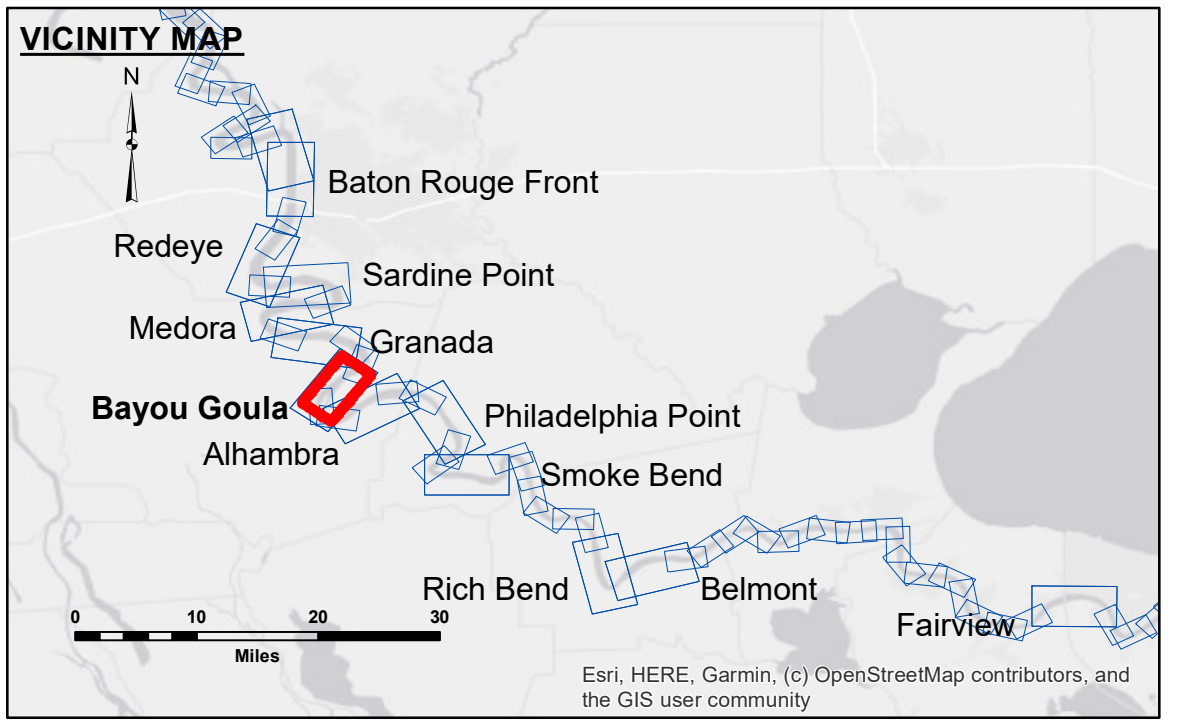 VICINITY MAP
N
Baton Rouge Front
Redeye
Sardine Point
Medora
Granada
Bayou Goula
Philadelphia Point
Alhambra
Smoke Bend
Rich Bend
Belmont
Fairview
0 10 20 30
Miles
Esri, HERE, Garmin, (c) OpenStreetMap contributors, and
the GIS user community